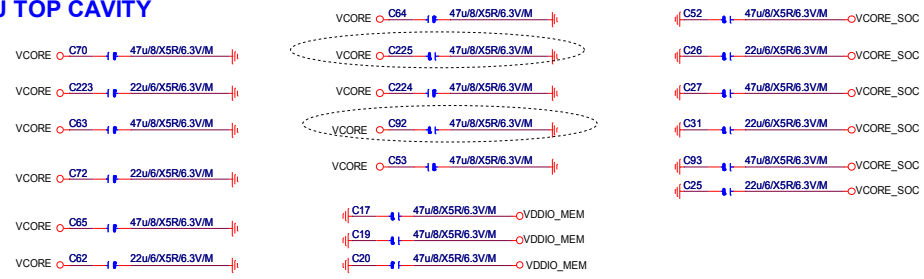 TOP CAVITY
VCORE C70 47u/8/X5R/6.3V/M
VCORE C223 22u/6/X5R/6.3V/M
VCORE C63 47u/8/X5R/6.3V/M
VCORE C72 22u/6/X5R/6.3V/M
VCORE C65 47u/8/X5R/6.3V/M
VCORE C62 22u/6/X5R/6.3V/M
VCORE C64 47u/8/X5R/6.3V/M
VCORE C225 47u/8/X5R/6.3V/M
VCORE C224 47u/8/X5R/6.3V/M
VCORE C92 47u/8/X5R/6.3V/M
VCORE C53 47u/8/X5R/6.3V/M
C17 47u/8/X5R/6.3V/M VDDIO_MEM
C19 47u/8/X5R/6.3V/M VDDIO_MEM
C20 47u/8/X5R/6.3V/M VDDIO_MEM
C52 47u/8/X5R/6.3V/M VCORE_SOC
C26 22u/6/X5R/6.3V/M VCORE_SOC
C27 47u/8/X5R/6.3V/M VCORE_SOC
C31 22u/6/X5R/6.3V/M VCORE_SOC
C93 47u/8/X5R/6.3V/M VCORE_SOC
C25 22u/6/X5R/6.3V/M VCORE_SOC